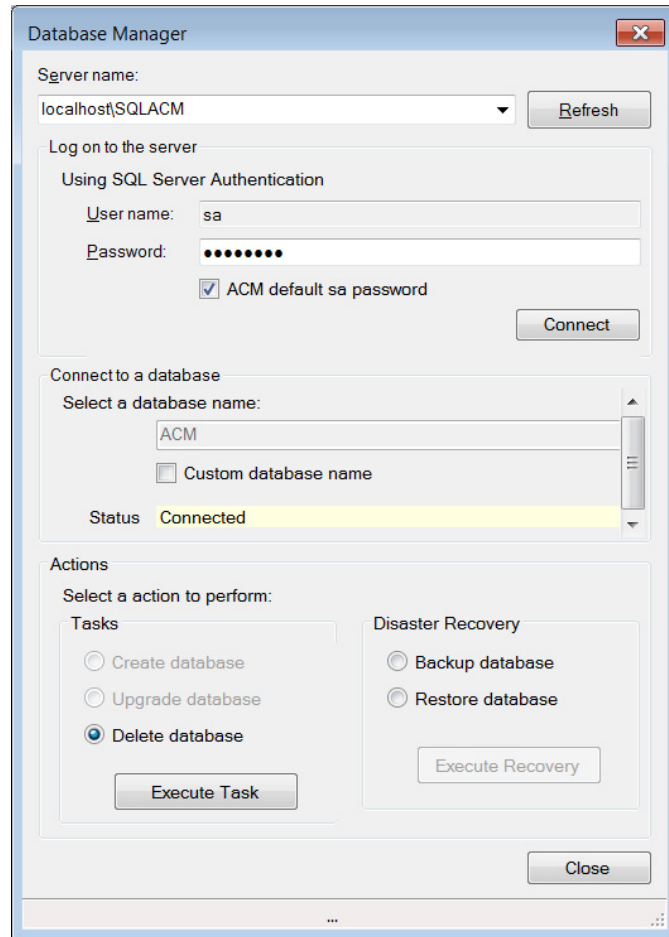 Database Manager
Server name:
localhost\SQLACM
Refresh
Log on to the server
Using SQL Server Authentication
User name: sa
Password: ●●●●●●●●
ACM default sa password
Connect
Connect to a database
Select a database name:
ACM
Custom database name
Status Connected
Actions
Select a action to perform:
Tasks
Create database
Upgrade database
Delete database
Execute Task
Disaster Recovery
Backup database
Restore database
Execute Recovery
Close
...